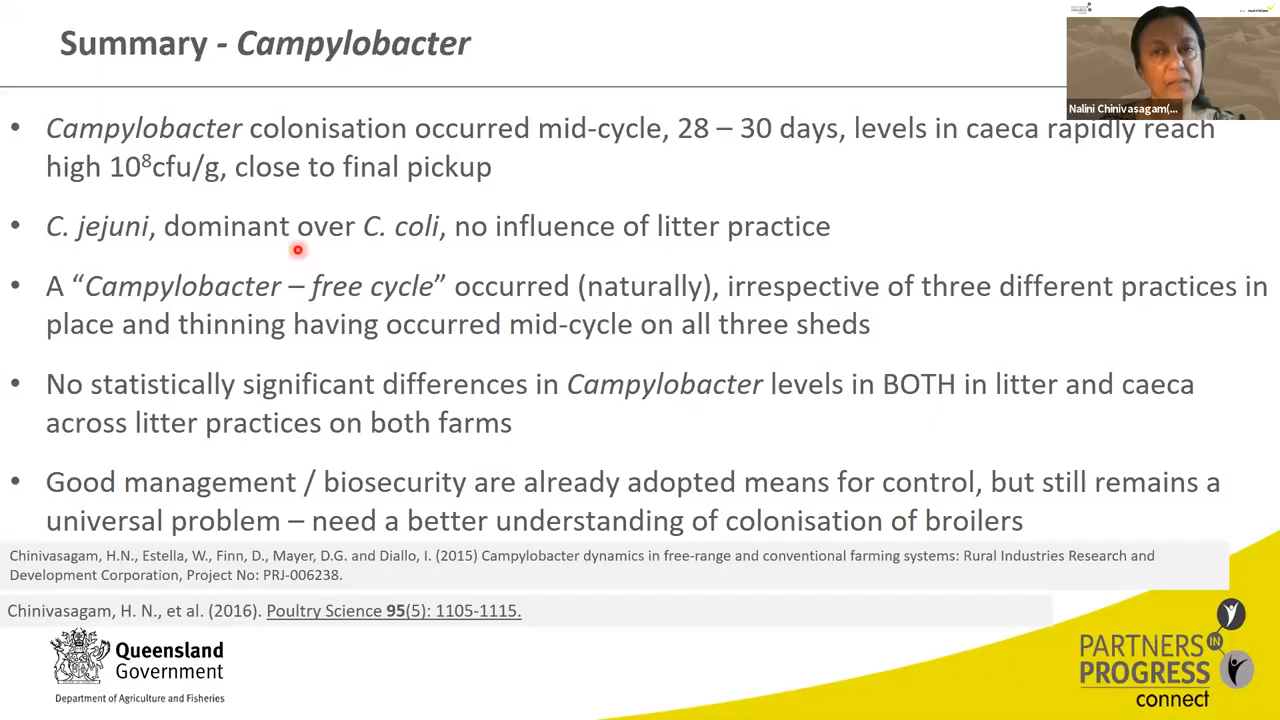 Summary - Campylobacter
Nalini Chinivasagam(...
• Campylobacter colonisation occurred mid-cycle, 28 – 30 days, levels in caeca rapidly reach
high 10⁸cfu/g, close to final pickup
• C. jejuni, dominant over C. coli, no influence of litter practice
• A “Campylobacter – free cycle” occurred (naturally), irrespective of three different practices in
place and thinning having occurred mid-cycle on all three sheds
• No statistically significant differences in Campylobacter levels in BOTH in litter and caeca
across litter practices on both farms
• Good management / biosecurity are already adopted means for control, but still remains a
universal problem – need a better understanding of colonisation of broilers
Chinivasagam, H.N., Estella, W., Finn, D., Mayer, D.G. and Diallo, I. (2015) Campylobacter dynamics in free-range and conventional farming systems: Rural Industries Research and
Development Corporation, Project No: PRJ-006238.
Chinivasagam, H. N., et al. (2016). Poultry Science 95(5): 1105-1115.
Queensland
Government
Department of Agriculture and Fisheries
PARTNERS
IN
PROGRESS
connect